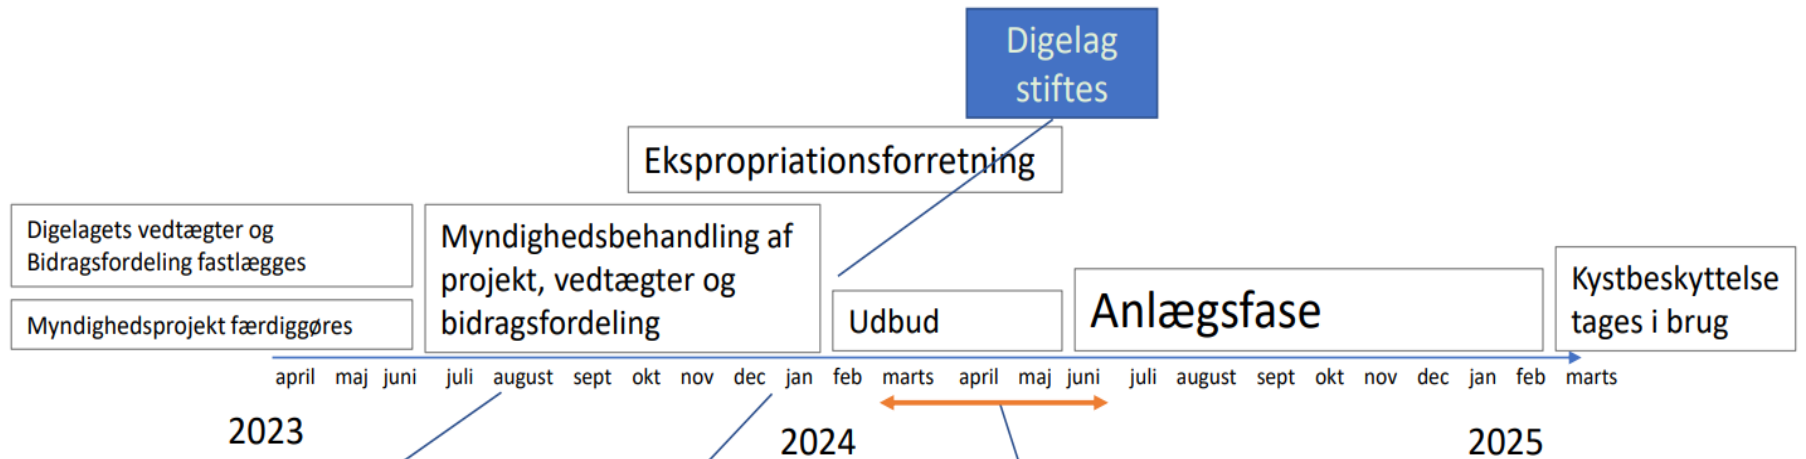 Digelag
stiftes
Ekspropriationsforretning
Digelagets vedtægter og
Bidragsfordeling fastlægges
Myndighedsprojekt færdiggøres
Myndighedsbehandling af
projekt, vedtægter og
bidragsfordeling
Udbud
Anlægsfase
Kystbeskyttelse
tages i brug
april maj juni juli august sept okt nov dec jan feb marts april maj juni juli august sept okt nov dec jan feb marts
2023 2024 2025